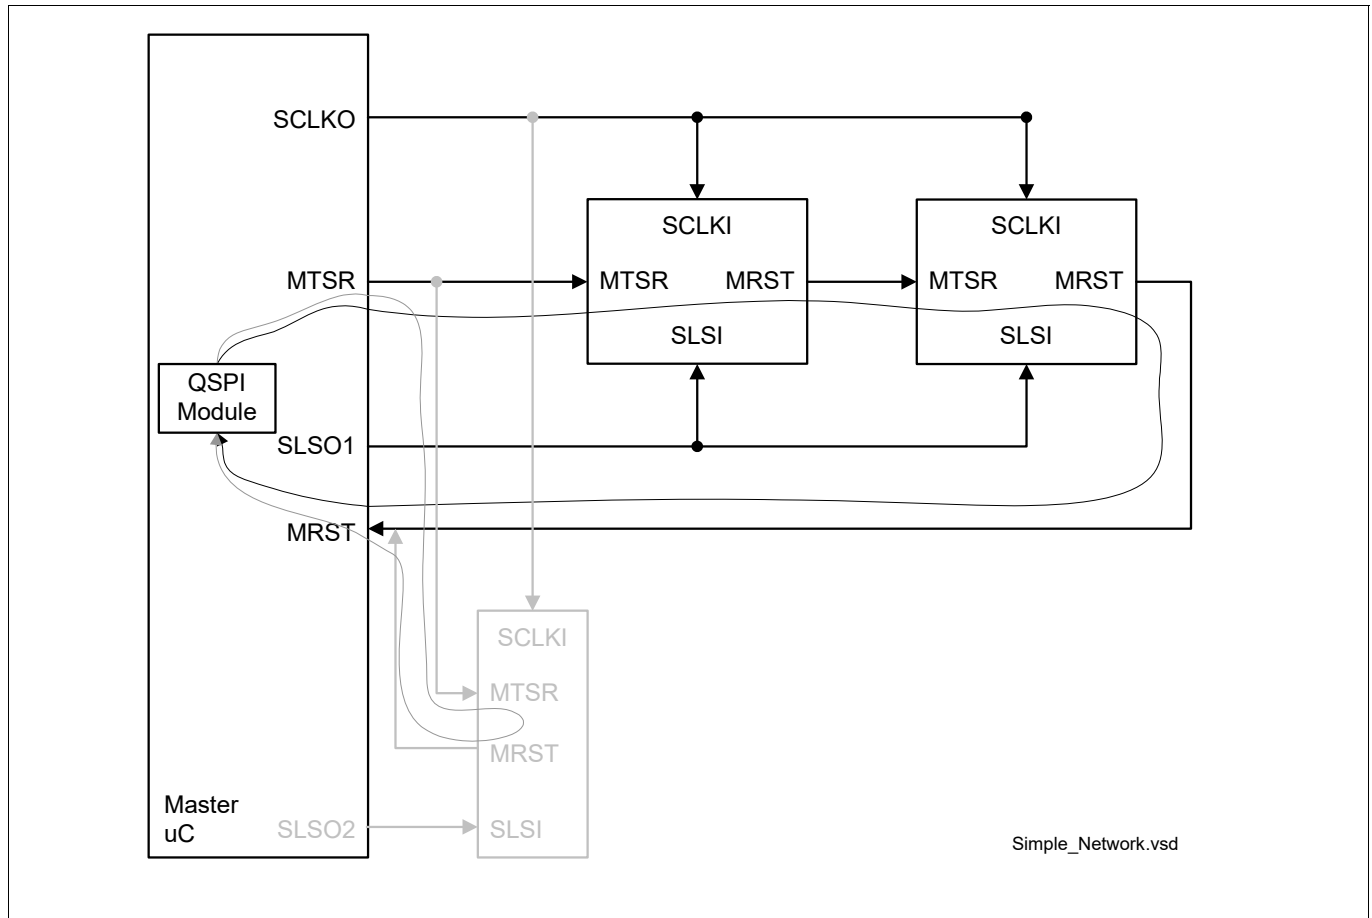 SCLKO
SCLKI
SCLKI
MTSR
MTSR
MRST
MTSR
MRST
SLSI
SLSI
QSPI
Module
SLSO1
MRST
SCLKI
MTSR
MRST
Master
uC
SLSO2
SLSI
Simple_Network.vsd